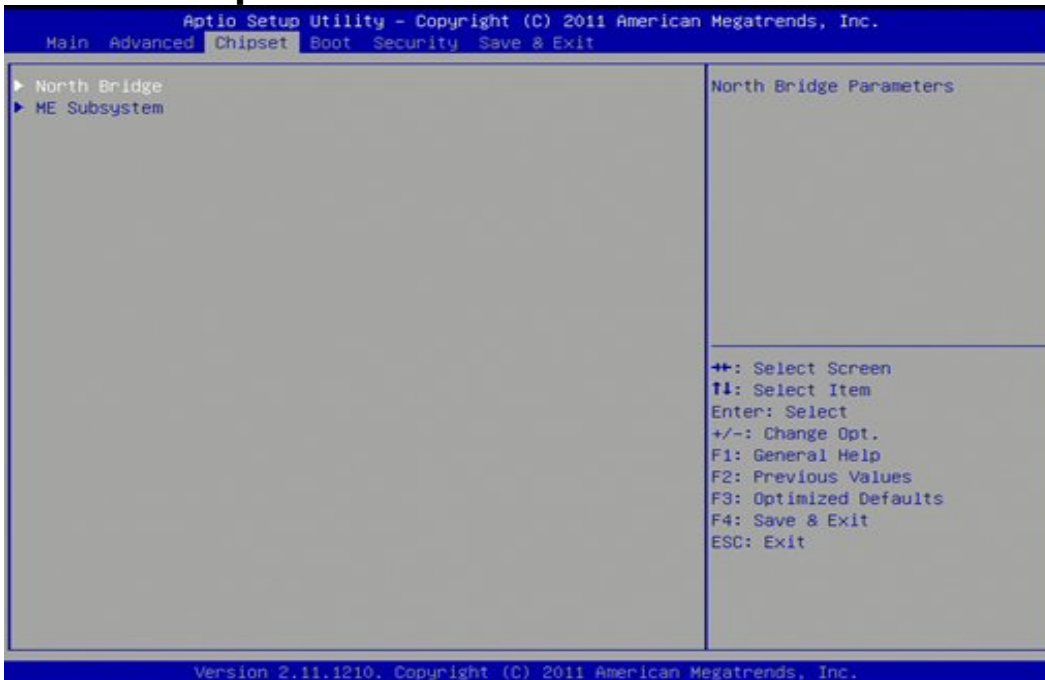 Aptio Setup Utility – Copyright (C) 2011 American Megatrends, Inc.
Main Advanced Chipset Boot Security Save & Exit
► North Bridge
► ME Subsystem
North Bridge Parameters
→←: Select Screen
↑↓: Select Item
Enter: Select
+/-: Change Opt.
F1: General Help
F2: Previous Values
F3: Optimized Defaults
F4: Save & Exit
ESC: Exit
Version 2.11.1210. Copyright (C) 2011 American Megatrends, Inc.